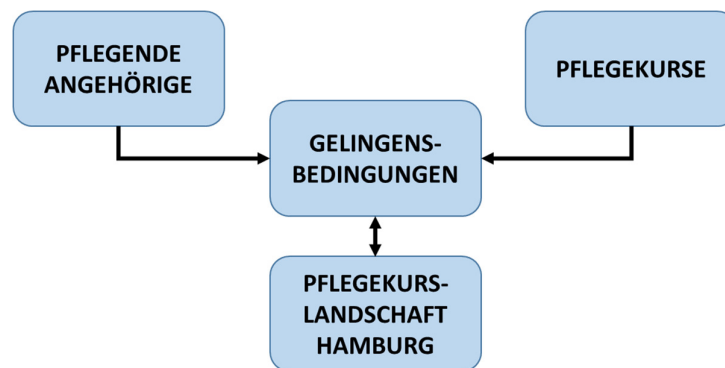 PFLEGENDE
ANGEHÖRIGE
PFLEGEKURSE
GELINGENS-
BEDINGUNGEN
PFLEGEKURS-
LANDSCHAFT
HAMBURG